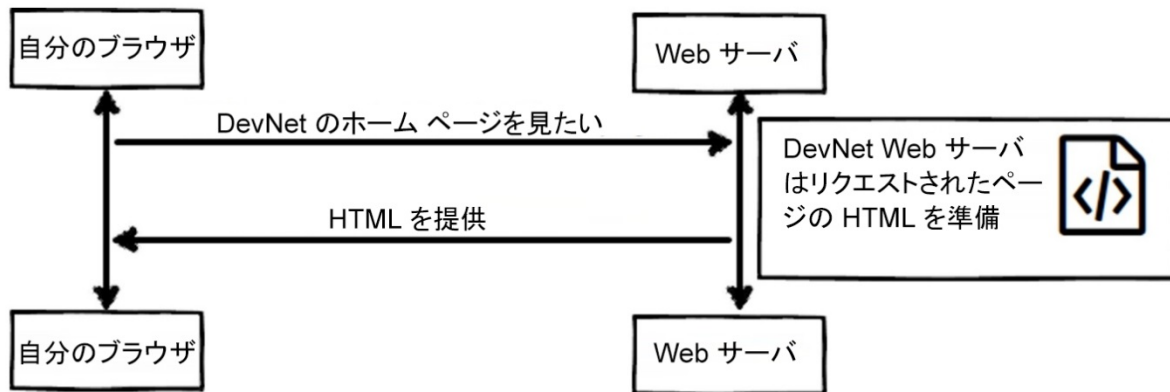 自分のブラウザ
Web サーバ
DevNet のホーム ページを見たい
DevNet Web サーバ
はリクエストされたペー
ジの HTML を準備
</>
HTML を提供
自分のブラウザ
Web サーバ